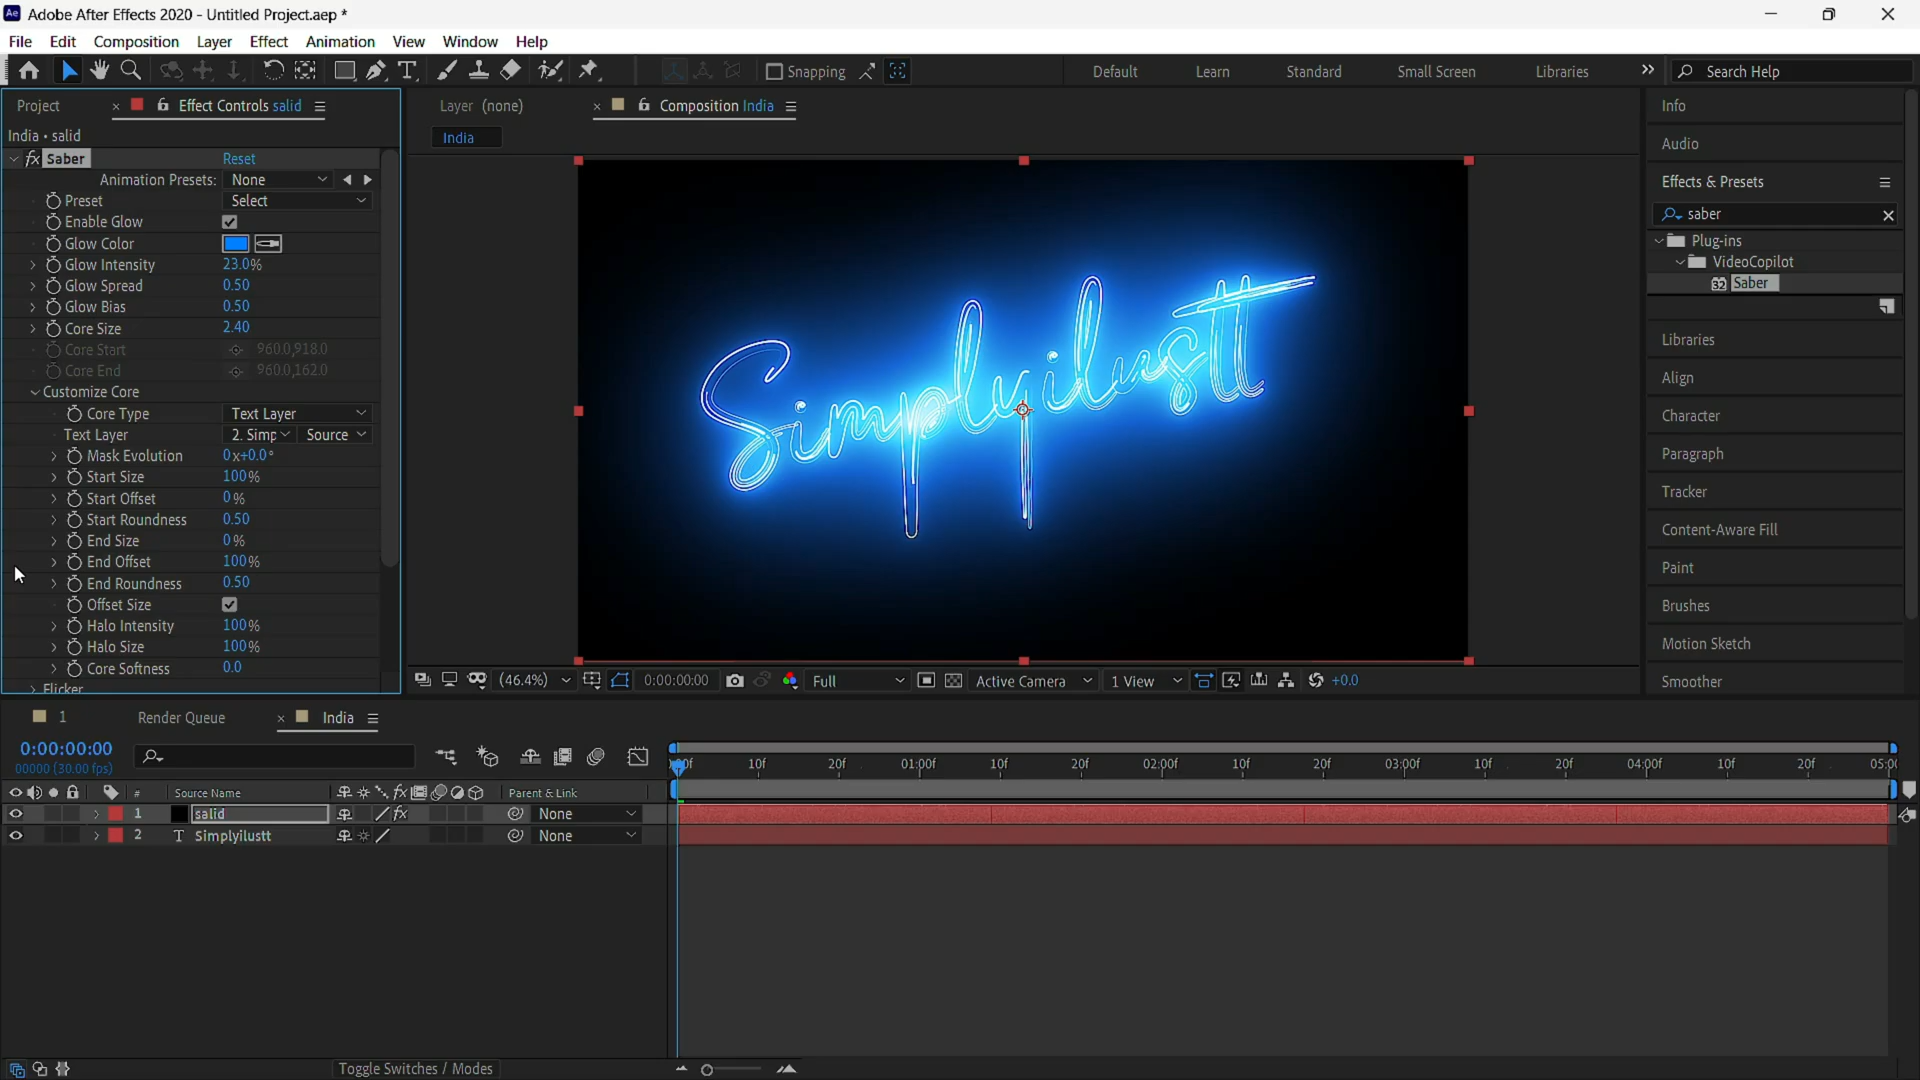 Ae Adobe After Effects 2020 - Untitled Project.aep *
File Edit Composition Layer Effect Animation View Window Help
Snapping Default Learn Standard Small Screen Libraries Search Help
Project Effect Controls salid
India • salid
fx Saber Reset
Animation Presets: None
Preset Select
Enable Glow
Glow Color
Glow Intensity 23.0%
Glow Spread 0.50
Glow Bias 0.50
Core Size 2.40
Core Start 960.0,918.0
Core End 960.0,162.0
Customize Core
Core Type Text Layer
Text Layer 2. Simp Source
Mask Evolution 0x+0.0°
Start Size 100%
Start Offset 0%
Start Roundness 0.50
End Size 0%
End Offset 100%
End Roundness 0.50
Offset Size
Halo Intensity 100%
Halo Size 100%
Core Softness 0.0
Flicker
Layer (none) Composition India
India
Simplyilustt
(46.4%) 0:00:00:00 Full Active Camera 1 View +0.0
Info
Audio
Effects & Presets
saber
Plug-ins
VideoCopilot
32 Saber
Libraries
Align
Character
Paragraph
Tracker
Content-Aware Fill
Paint
Brushes
Motion Sketch
Smoother
1 Render Queue India
0:00:00:00
00000 (30.00 fps)
:00f 10f 20f 01:00f 10f 20f 02:00f 10f 20f 03:00f 10f 20f 04:00f 10f 20f 05:00
# Source Name fx Parent & Link
1 salid fx None
2 T Simplyilustt None
Toggle Switches / Modes